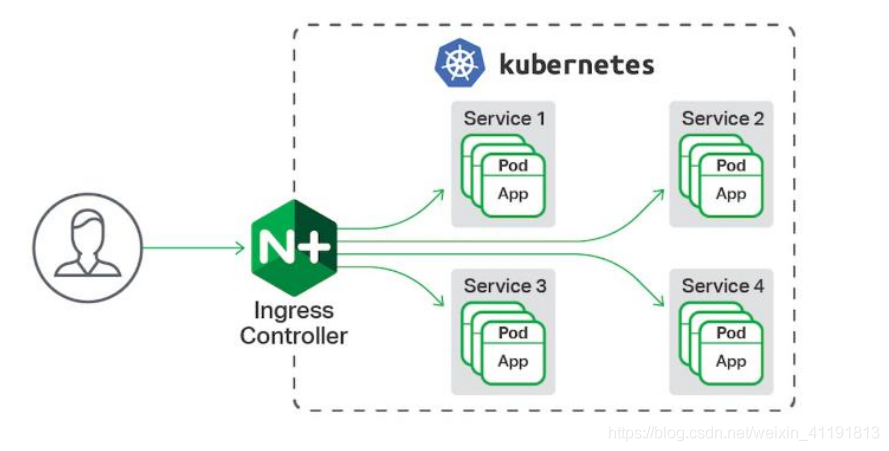 kubernetes
Service 1
Service 2
Pod
App
Pod
App
N+
Ingress
Controller
Service 3
Service 4
Pod
App
Pod
App
https://blog.csdn.net/weixin_41191813